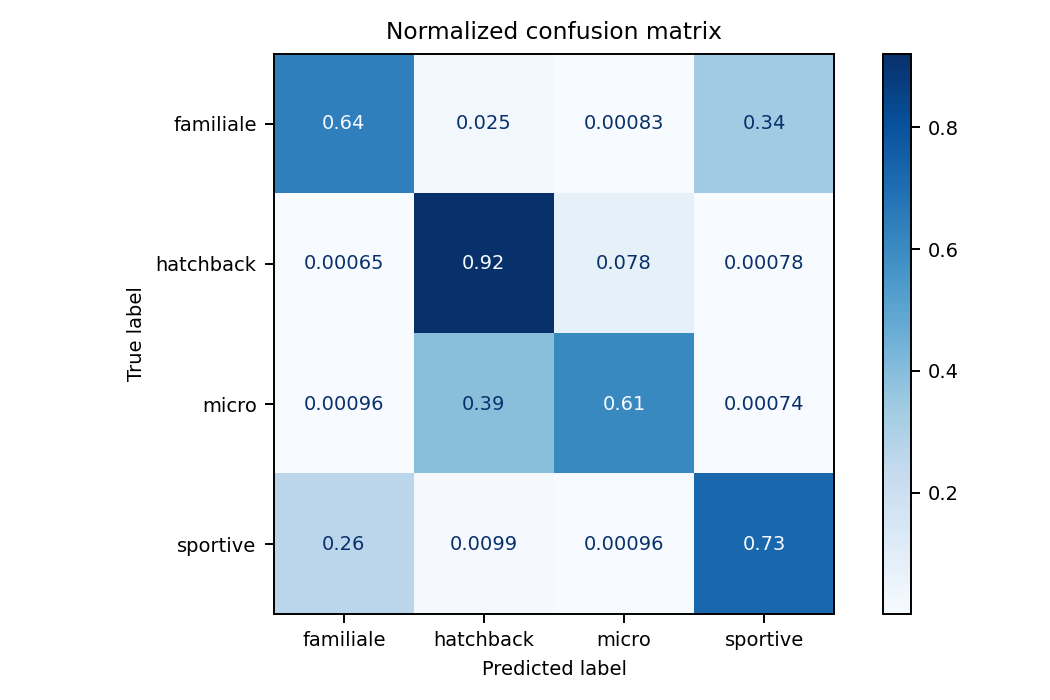 Normalized confusion matrix
familiale 0.64 0.025 0.00083 0.34
hatchback 0.00065 0.92 0.078 0.00078
micro 0.00096 0.39 0.61 0.00074
sportive 0.26 0.0099 0.00096 0.73
familiale hatchback micro sportive
Predicted label
True label
0.8
0.6
0.4
0.2